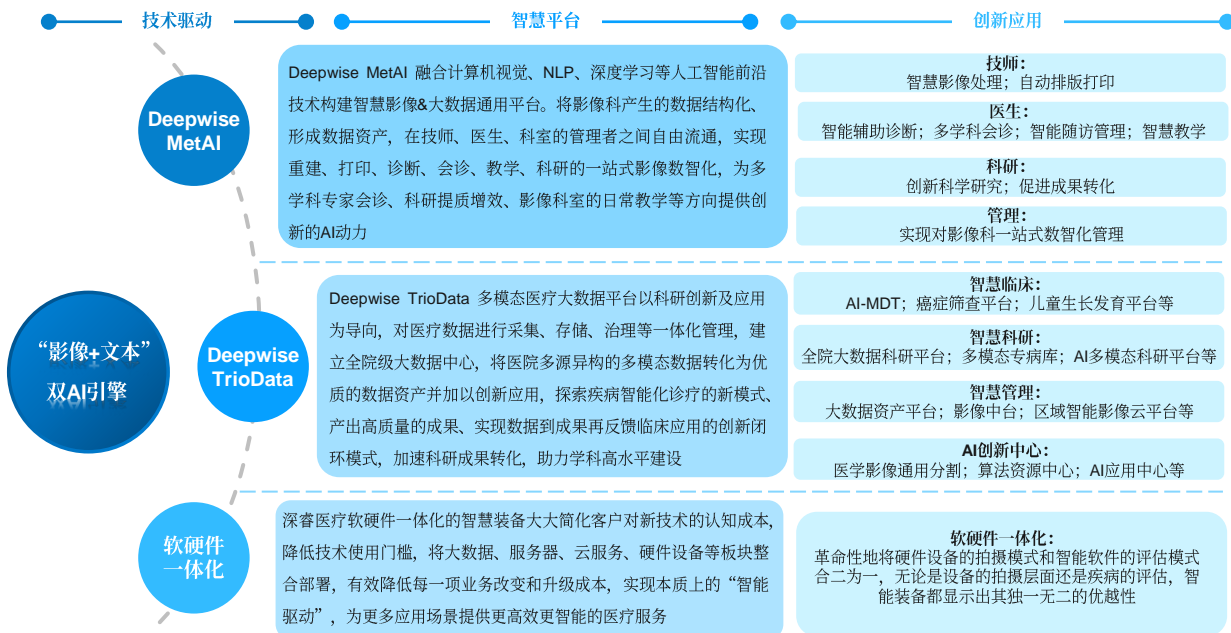 技术驱动
智慧平台
创新应用
“影像+文本”
双AI引擎
Deepwise
MetAI
Deepwise MetAI 融合计算机视觉、NLP、深度学习等人工智能前沿
技术构建智慧影像&大数据通用平台。将影像科产生的数据结构化、
形成数据资产，在技师、医生、科室的管理者之间自由流通，实现
重建、打印、诊断、会诊、教学、科研的一站式影像数智化，为多
学科专家会诊、科研提质增效、影像科室的日常教学等方向提供创
新的AI动力
技师：
智慧影像处理；自动排版打印
医生：
智能辅助诊断；多学科会诊；智能随访管理；智慧教学
科研：
创新科学研究；促进成果转化
管理：
实现对影像科一站式数智化管理
Deepwise
TrioData
Deepwise TrioData 多模态医疗大数据平台以科研创新及应用
为导向，对医疗数据进行采集、存储、治理等一体化管理，建
立全院级大数据中心，将医院多源异构的多模态数据转化为优
质的数据资产并加以创新应用，探索疾病智能化诊疗的新模式、
产出高质量的成果、实现数据到成果再反馈临床应用的创新闭
环模式，加速科研成果转化，助力学科高水平建设
智慧临床：
AI-MDT；癌症筛查平台；儿童生长发育平台等
智慧科研：
全院大数据科研平台；多模态专病库；AI多模态科研平台等
智慧管理：
大数据资产平台；影像中台；区域智能影像云平台等
AI创新中心：
医学影像通用分割；算法资源中心；AI应用中心等
软硬件
一体化
深睿医疗软硬件一体化的智慧装备大大简化客户对新技术的认知成本，
降低技术使用门槛，将大数据、服务器、云服务、硬件设备等板块整
合部署，有效降低每一项业务改变和升级成本，实现本质上的“智能
驱动”，为更多应用场景提供更高效更智能的医疗服务
软硬件一体化：
革命性地将硬件设备的拍摄模式和智能软件的评估模式
合二为一，无论是设备的拍摄层面还是疾病的评估，智
能装备都显示出其独一无二的优越性